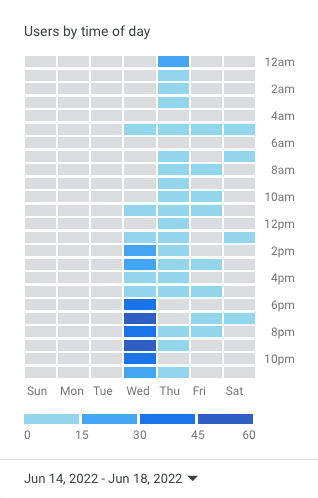 Users by time of day
12am
2am
4am
6am
8am
10am
12pm
2pm
4pm
6pm
8pm
10pm
Sun Mon Tue Wed Thu Fri Sat
0 15 30 45 60
Jun 14, 2022 - Jun 18, 2022